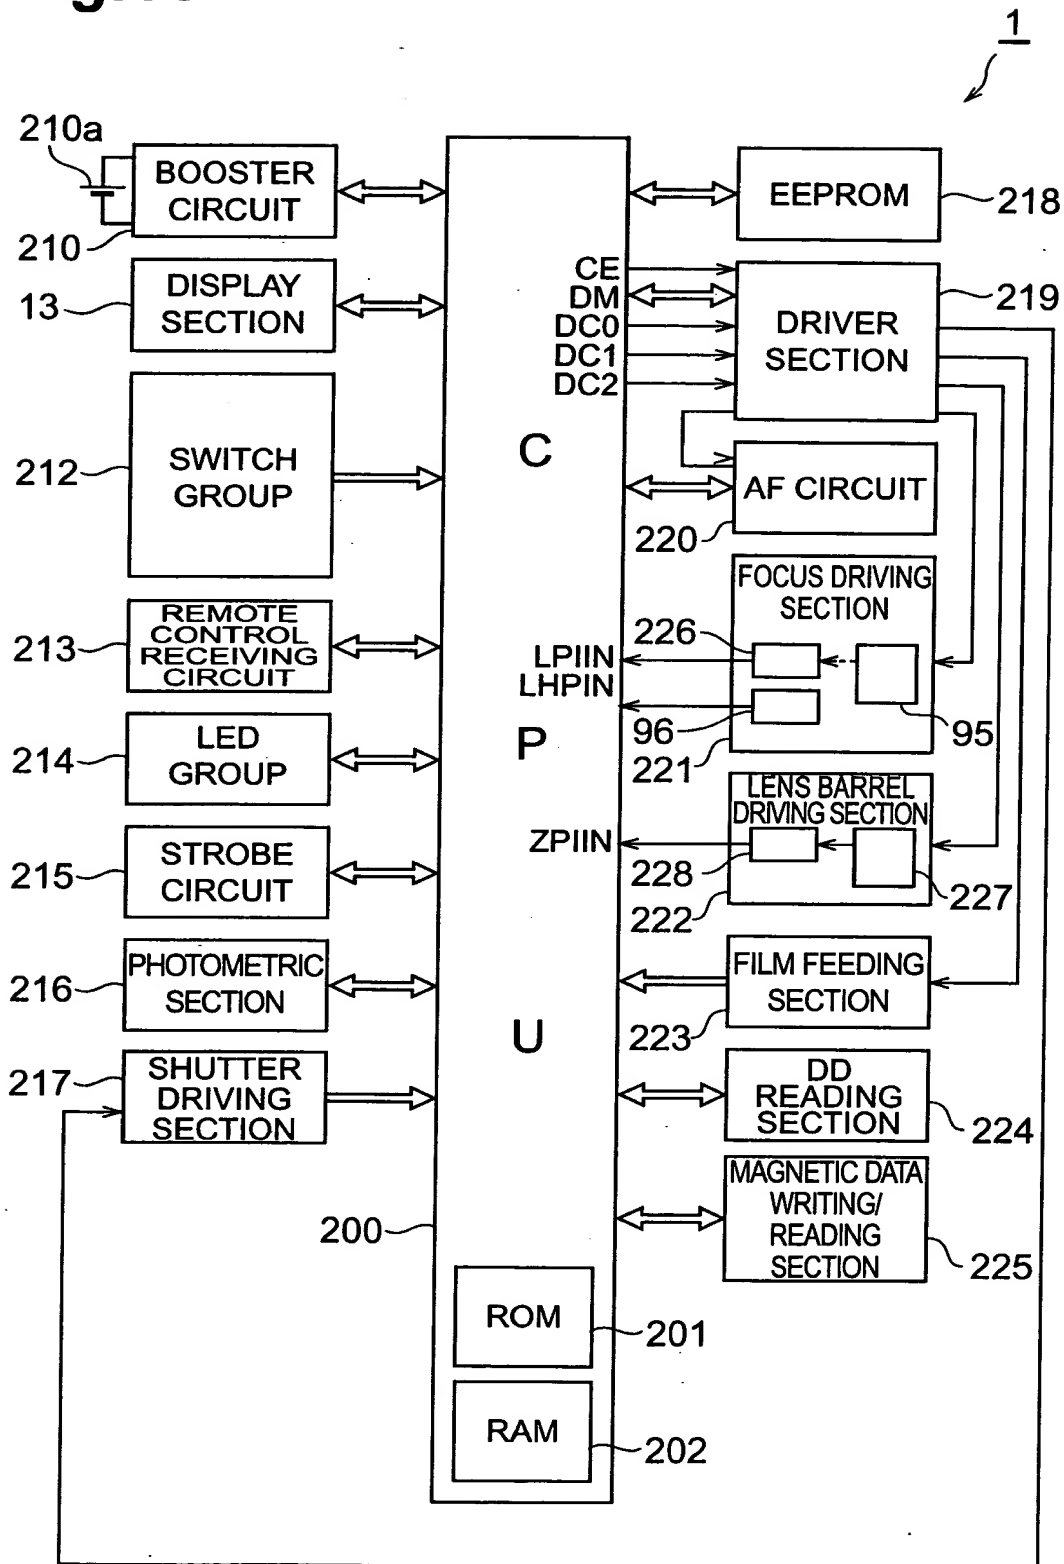 1
210a
BOOSTER
CIRCUIT
210
DISPLAY
SECTION
13
SWITCH
GROUP
212
REMOTE
CONTROL
RECEIVING
CIRCUIT
213
LED
GROUP
214
STROBE
CIRCUIT
215
PHOTOMETRIC
SECTION
216
SHUTTER
DRIVING
SECTION
217
200
C
P
U
CE
DM
DC0
DC1
DC2
LPIIN
LHPIN
ZPIIN
ROM
201
RAM
202
EEPROM
218
DRIVER
SECTION
219
AF CIRCUIT
220
FOCUS DRIVING
SECTION
226
96
95
221
LENS BARREL
DRIVING SECTION
228
227
222
FILM FEEDING
SECTION
223
DD
READING
SECTION
224
MAGNETIC DATA
WRITING/
READING
SECTION
225